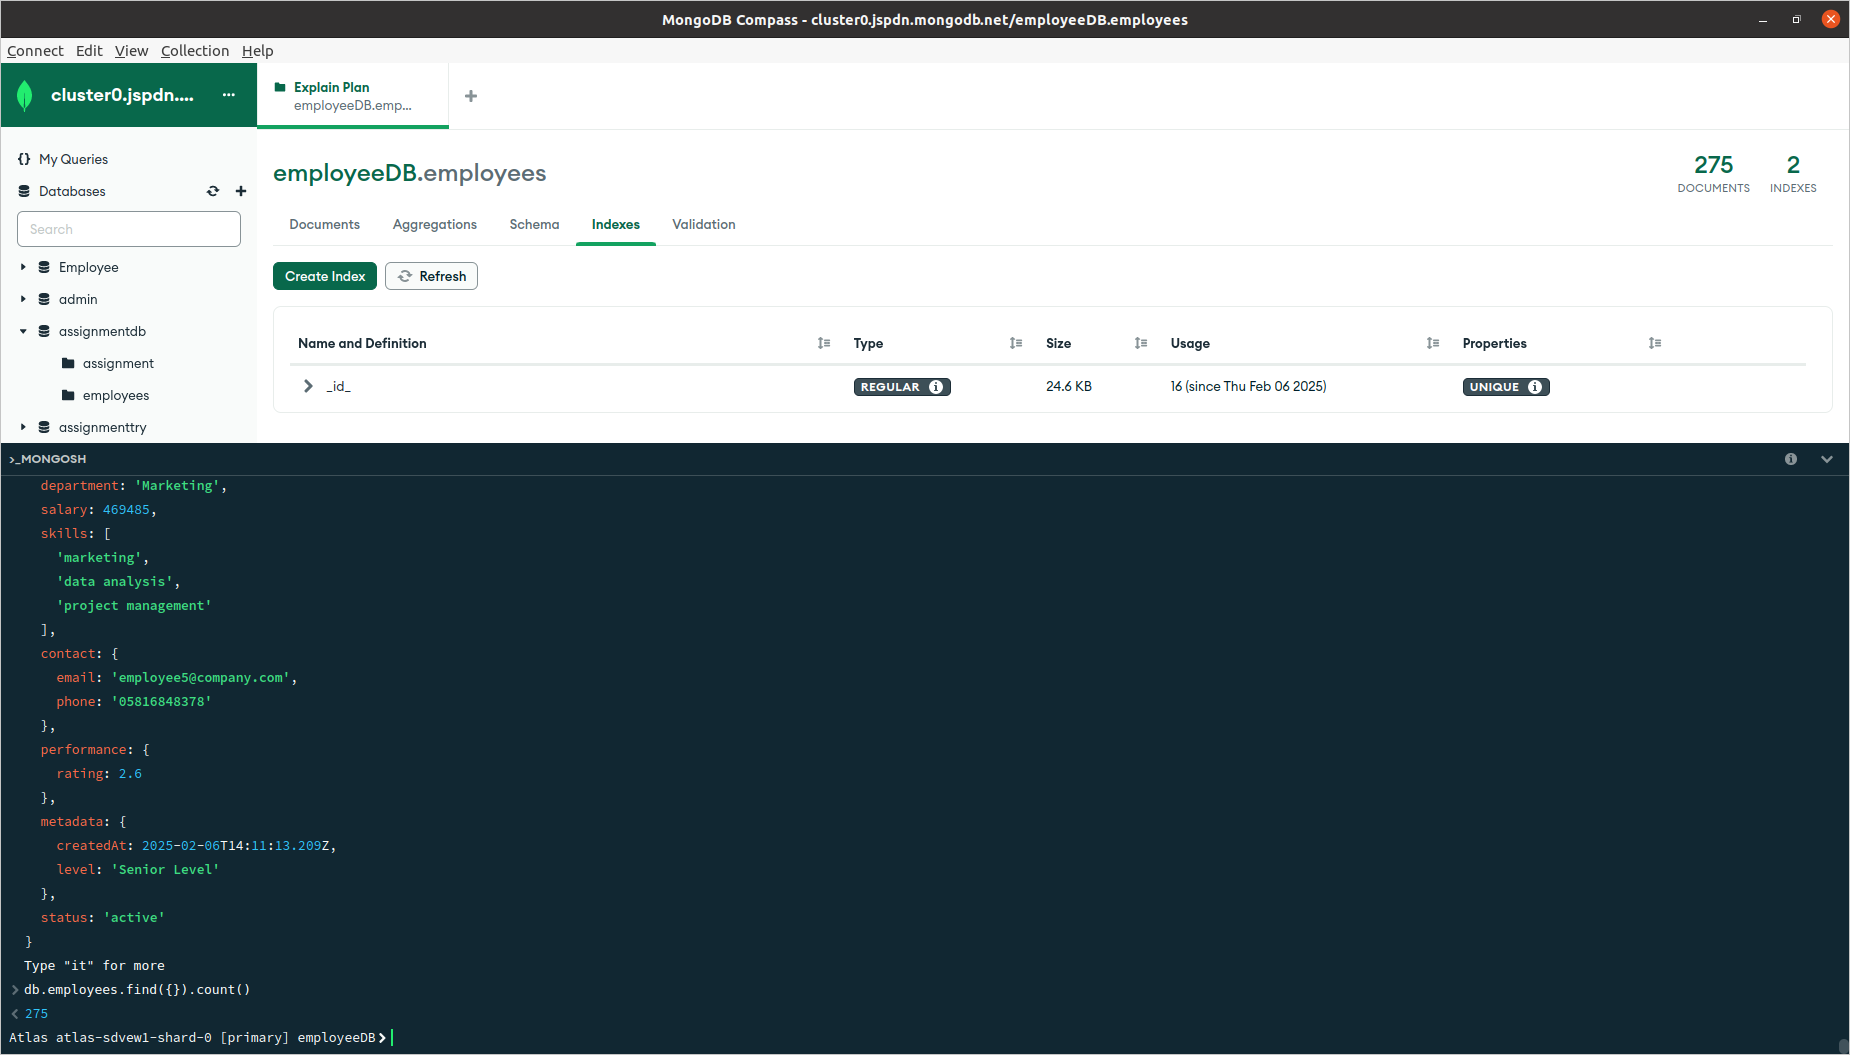 MongoDB Compass - cluster0.jspdn.mongodb.net/employeeDB.employees
Connect Edit View Collection Help
cluster0.jspdn.... ...
Explain Plan
employeeDB.emp...
+
{} My Queries
Databases
Search
Employee
admin
assignmentdb
assignment
employees
assignmenttry
employeeDB.employees
275 2
DOCUMENTS INDEXES
Documents Aggregations Schema Indexes Validation
Create Index Refresh
Name and Definition Type Size Usage Properties
_id_ REGULAR 24.6 KB 16 (since Thu Feb 06 2025) UNIQUE
>_MONGOSH
department: 'Marketing',
salary: 469485,
skills: [
'marketing',
'data analysis',
'project management'
],
contact: {
email: 'employee5@company.com',
phone: '05816848378'
},
performance: {
rating: 2.6
},
metadata: {
createdAt: 2025-02-06T14:11:13.209Z,
level: 'Senior Level'
},
status: 'active'
}
Type "it" for more
> db.employees.find({}).count()
< 275
Atlas atlas-sdvew1-shard-0 [primary] employeeDB>